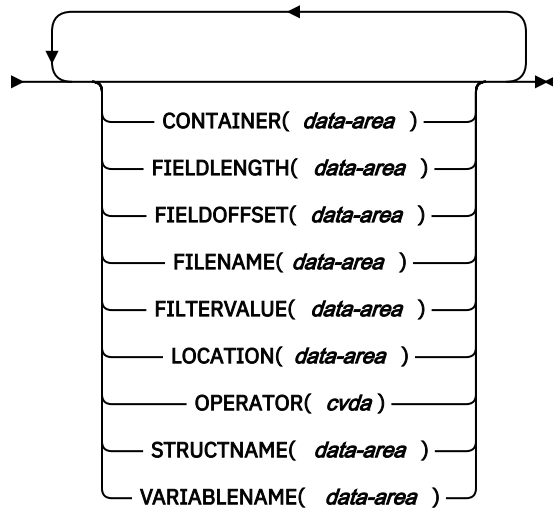 CONTAINER( data-area )
FIELDLENGTH( data-area )
FIELDOFFSET( data-area )
FILENAME( data-area )
FILTERVALUE( data-area )
LOCATION( data-area )
OPERATOR( cvda )
STRUCTNAME( data-area )
VARIABLENAME( data-area )